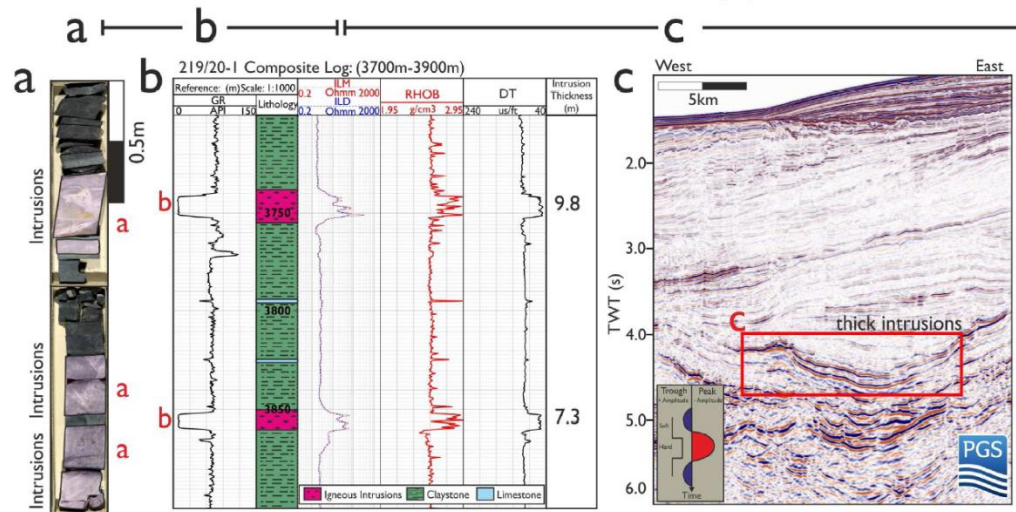 a b c
a
Intrusions
Intrusions
Intrusions
0.5m
a
a
a
b
219/20-1 Composite Log: (3700m-3900m)
Reference: (m)Scale: 1:1000
GR
0 API 150
Lithology
ILM
0.2 Ohmm 2000
ILD
0.2 Ohmm 2000
RHOB
1.95 g/cm3 2.95
DT
240 us/ft 40
Intrusion
Thickness
(m)
b
3750
9.8
3800
b
3850
7.3
Igneous Intrusions Claystone Limestone
c
West East
5km
TWT (s)
2.0
3.0
4.0
5.0
6.0
C
thick intrusions
Trough Peak
Amplitude Amplitude
Soft
Hard
Time
PGS